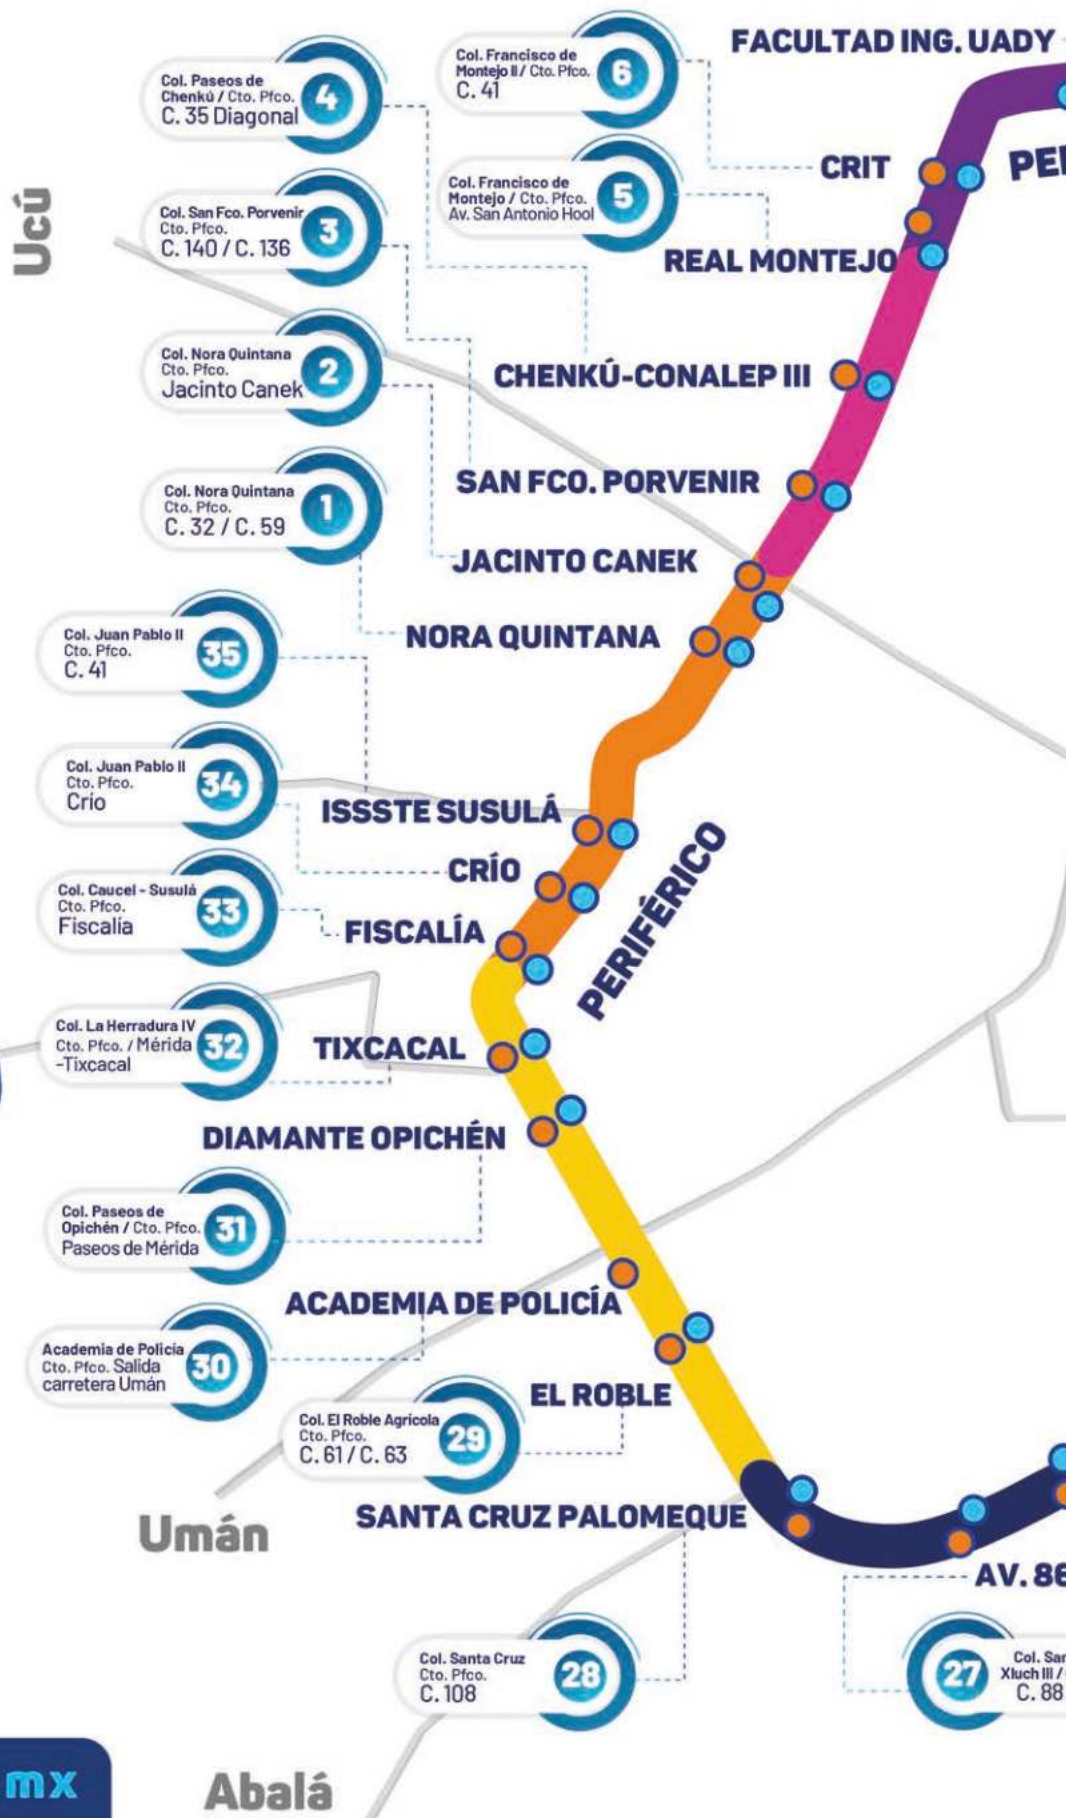 FACULTAD ING. UADY
Col. Francisco de
Montejo II / Cto. Pfco.
C. 41
6
Col. Paseos de
Chenkú / Cto. Pfco.
C. 35 Diagonal
4
CRIT
PE
Col. Francisco de
Montejo / Cto. Pfco.
Av. San Antonio Hool
5
Ucú
Col. San Fco. Porvenir
Cto. Pfco.
C. 140 / C. 136
3
REAL MONTEJO
Col. Nora Quintana
Cto. Pfco.
Jacinto Canek
2
CHENKÚ-CONALEP III
Col. Nora Quintana
Cto. Pfco.
C. 32 / C. 59
1
SAN FCO. PORVENIR
JACINTO CANEK
NORA QUINTANA
Col. Juan Pablo II
Cto. Pfco.
C. 41
35
Col. Juan Pablo II
Cto. Pfco.
Crío
34
ISSSTE SUSULÁ
CRÍO
PERIFÉRICO
Col. Caucel - Susulá
Cto. Pfco.
Fiscalía
33
FISCALÍA
Col. La Herradura IV
Cto. Pfco. / Mérida
-Tixcacal
32
TIXCACAL
DIAMANTE OPICHÉN
Col. Paseos de
Opichén / Cto. Pfco.
Paseos de Mérida
31
ACADEMIA DE POLICÍA
Academia de Policía
Cto. Pfco. Salida
carretera Umán
30
EL ROBLE
Col. El Roble Agrícola
Cto. Pfco.
C. 61 / C. 63
29
Umán
SANTA CRUZ PALOMEQUE
AV. 86
Col. Santa Cruz
Cto. Pfco.
C. 108
28
27
Col. San
Xluch III /
C. 88
mx
Abalá